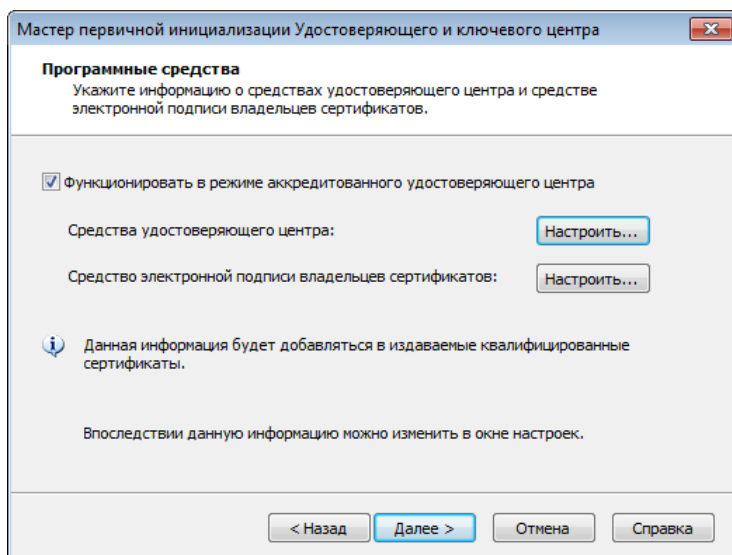 Мастер первичной инициализации Удостоверяющего и ключевого центра
Программные средства
Укажите информацию о средствах удостоверяющего центра и средстве
электронной подписи владельцев сертификатов.
Функционировать в режиме аккредитованного удостоверяющего центра
Средства удостоверяющего центра: Настроить...
Средство электронной подписи владельцев сертификатов: Настроить...
Данная информация будет добавляться в издаваемые квалифицированные
сертификаты.
Впоследствии данную информацию можно изменить в окне настроек.
< Назад Далее > Отмена Справка